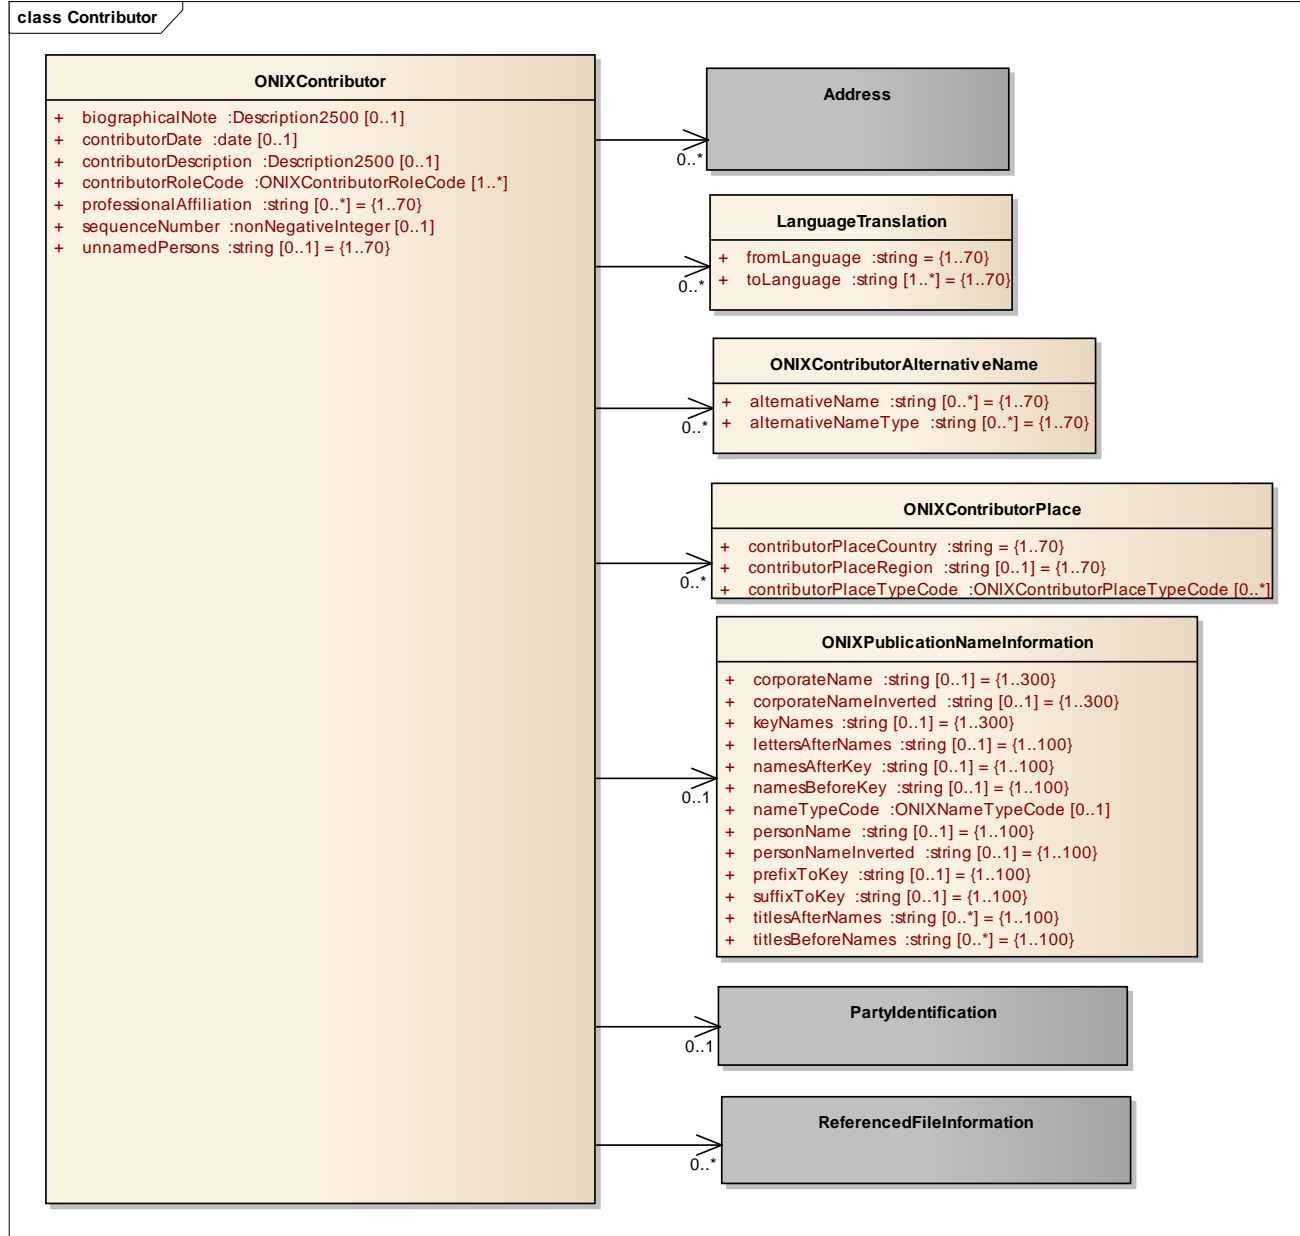 class Contributor
ONIXContributor
+ biographicalNote :Description2500 [0..1]
+ contributorDate :date [0..1]
+ contributorDescription :Description2500 [0..1]
+ contributorRoleCode :ONIXContributorRoleCode [1..*]
+ professionalAffiliation :string [0..*] = {1..70}
+ sequenceNumber :nonNegativeInteger [0..1]
+ unnamedPersons :string [0..1] = {1..70}
Address
0..*
LanguageTranslation
+ fromLanguage :string = {1..70}
+ toLanguage :string [1..*] = {1..70}
0..*
ONIXContributorAlternativeName
+ alternativeName :string [0..*] = {1..70}
+ alternativeNameType :string [0..*] = {1..70}
0..*
ONIXContributorPlace
+ contributorPlaceCountry :string = {1..70}
+ contributorPlaceRegion :string [0..1] = {1..70}
+ contributorPlaceTypeCode :ONIXContributorPlaceTypeCode [0..*]
0..*
ONIXPublicationNameInformation
+ corporateName :string [0..1] = {1..300}
+ corporateNameInverted :string [0..1] = {1..300}
+ keyNames :string [0..1] = {1..300}
+ lettersAfterNames :string [0..1] = {1..100}
+ namesAfterKey :string [0..1] = {1..100}
+ namesBeforeKey :string [0..1] = {1..100}
+ nameTypeCode :ONIXNameTypeCode [0..1]
+ personName :string [0..1] = {1..100}
+ personNameInverted :string [0..1] = {1..100}
+ prefixToKey :string [0..1] = {1..100}
+ suffixToKey :string [0..1] = {1..100}
+ titlesAfterNames :string [0..*] = {1..100}
+ titlesBeforeNames :string [0..*] = {1..100}
0..1
PartyIdentification
0..1
ReferencedFileInformation
0..*